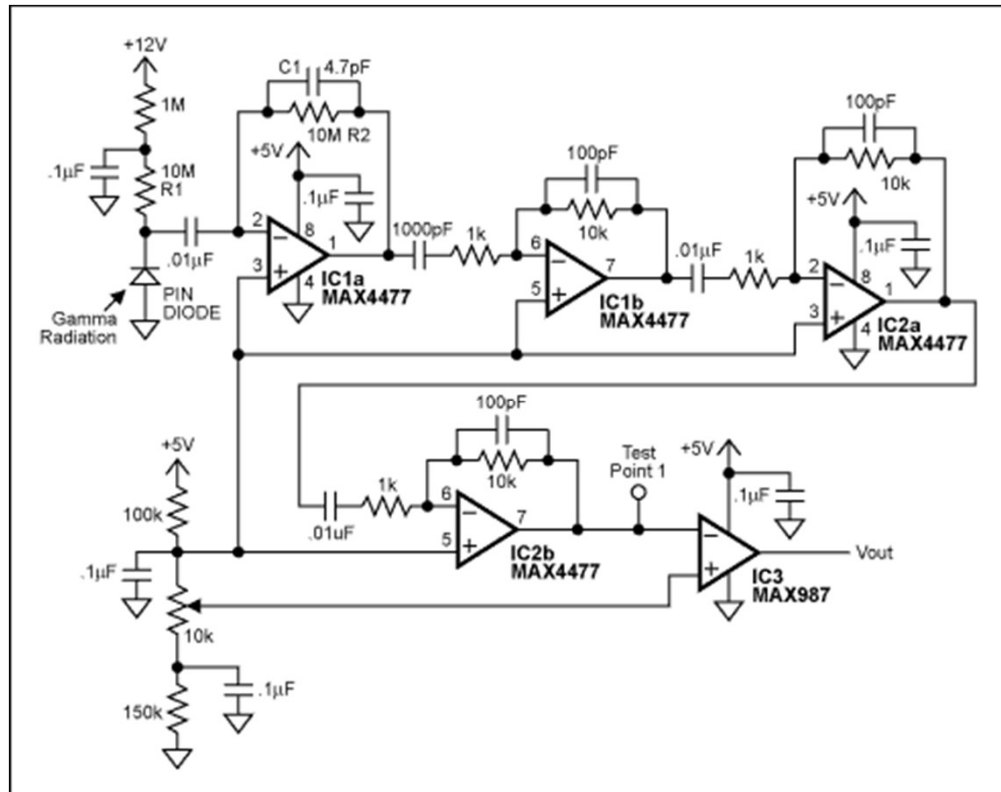 +12V
1M
.1µF
10M
R1
.01µF
PIN
DIODE
Gamma
Radiation
C1 4.7pF
10M R2
+5V
.1µF
2
3
8
4
1
IC1a
MAX4477
1000pF
1k
100pF
10k
6
5
7
IC1b
MAX4477
.01µF
1k
100pF
10k
+5V
.1µF
2
3
8
4
1
IC2a
MAX4477
+5V
100k
.1µF
10k
.1µF
150k
.01uF
1k
100pF
10k
6
5
7
IC2b
MAX4477
Test
Point 1
+5V
.1µF
IC3
MAX987
Vout